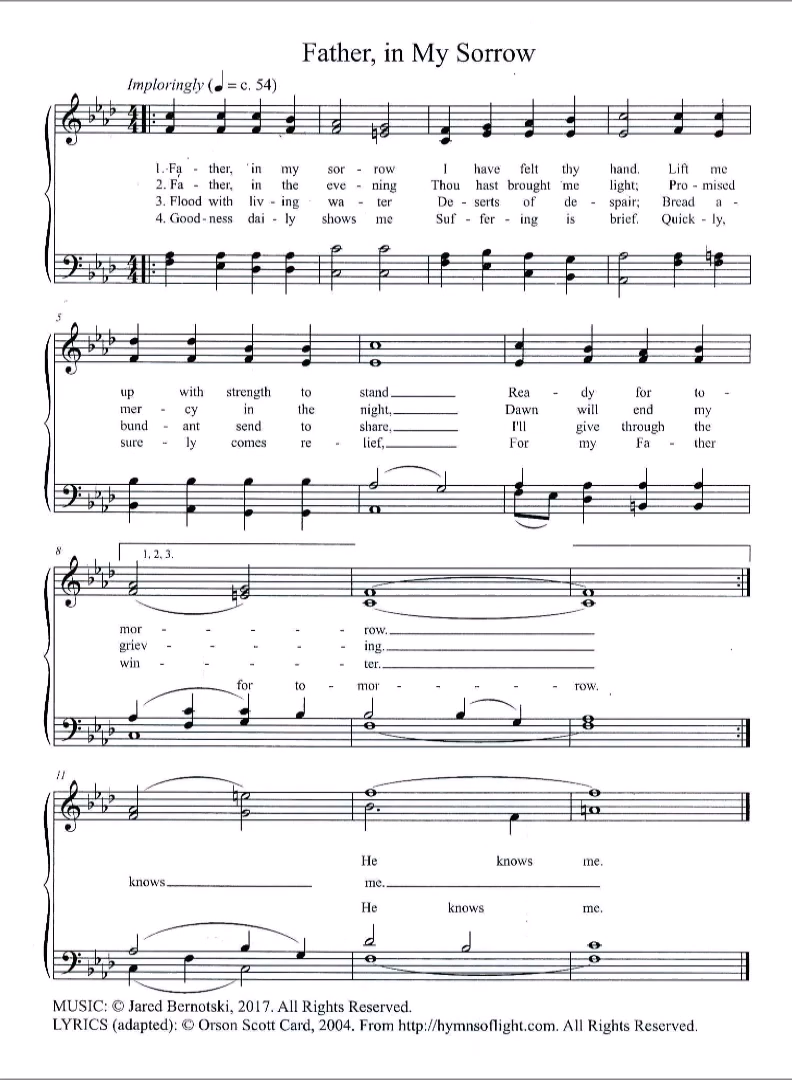 Father, in My Sorrow
Imploringly (♩ = c. 54)
1. Fa - ther, in my sor - row I have felt thy hand. Lift me
2. Fa - ther, in the eve - ning Thou hast brought me light; Pro - mised
3. Flood with liv - ing wa - ter De - serts of de - spair; Bread a -
4. Good - ness dai - ly shows me Suf - fer - ing is brief. Quick - ly,
5
up with strength to stand Rea - dy for to -
mer - cy in the night, Dawn will end my
bund - ant send to share, I'll give through the
sure - ly comes re - lief, For my Fa - ther
8
1, 2, 3.
mor - - - - - row.
griev - - - - - ing.
win - - - - - ter.
for to - mor - - - - row.
11
He knows me.
knows me.
He knows me.
MUSIC: © Jared Bernotski, 2017. All Rights Reserved.
LYRICS (adapted): © Orson Scott Card, 2004. From http://hymnsoflight.com. All Rights Reserved.